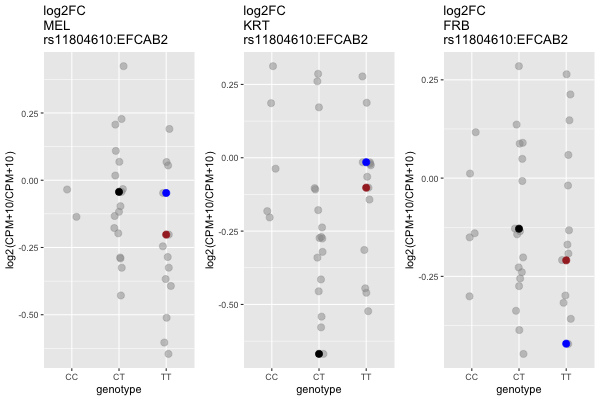 log2FC
MEL
rs11804610:EFCAB2
log2(CPM+10/CPM+10)
0.25
0.00
-0.25
-0.50
CC CT TT
genotype
log2FC
KRT
rs11804610:EFCAB2
log2(CPM+10/CPM+10)
0.25
0.00
-0.25
-0.50
CC CT TT
genotype
log2FC
FRB
rs11804610:EFCAB2
log2(CPM+10/CPM+10)
0.25
0.00
-0.25
CC CT TT
genotype